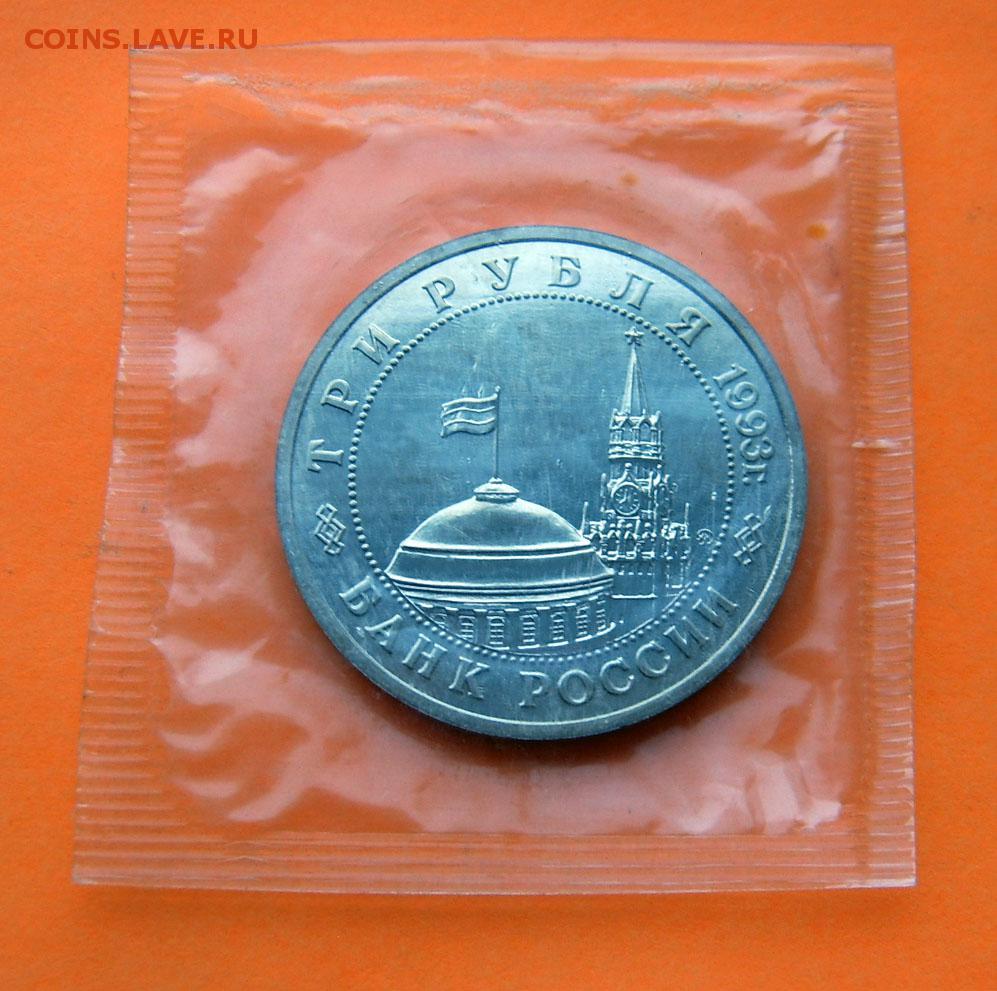 COINS.LAVE.RU
ТРИ РУБЛЯ 1993г.
БАНК РОССИИ